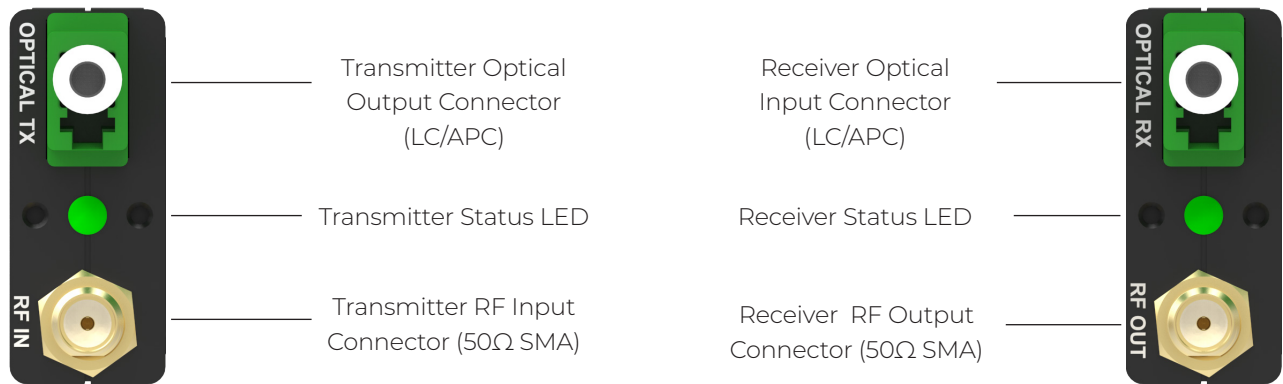 OPTICAL TX
RF IN
Transmitter Optical
Output Connector
(LC/APC)
Transmitter Status LED
Transmitter RF Input
Connector (50Ω SMA)
Receiver Optical
Input Connector
(LC/APC)
Receiver Status LED
Receiver RF Output
Connector (50Ω SMA)
OPTICAL RX
RF OUT